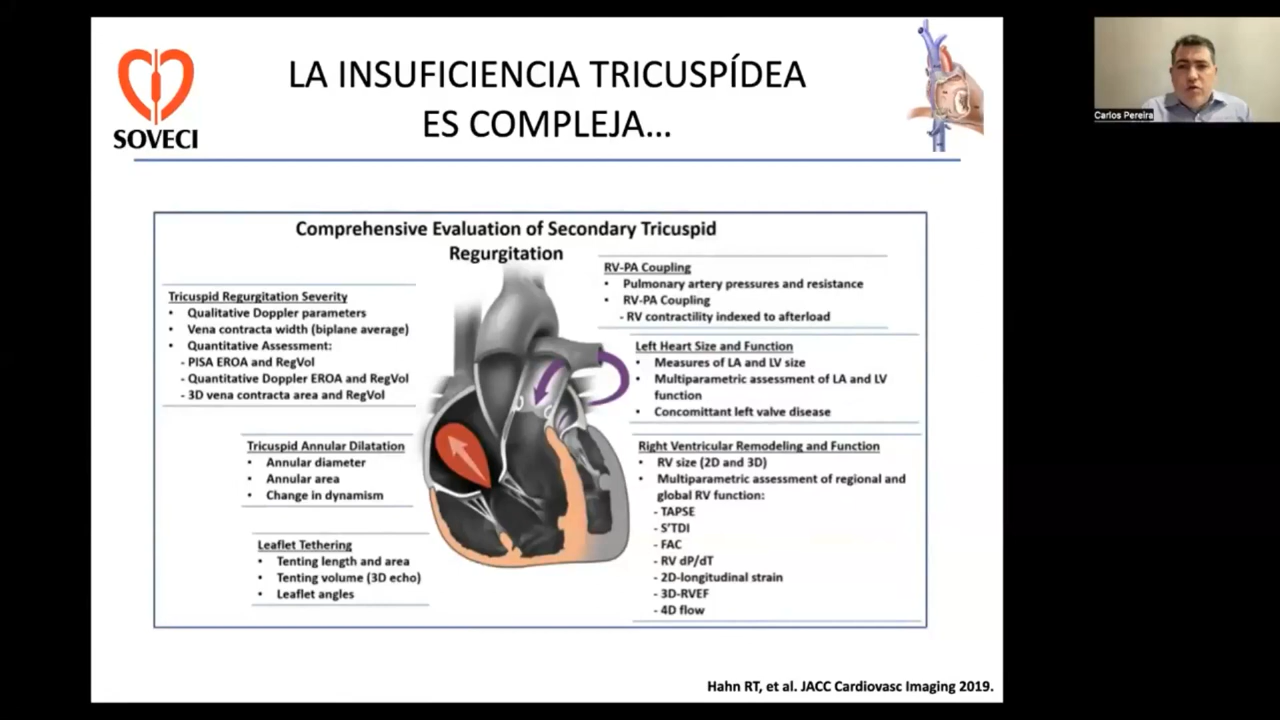 LA INSUFICIENCIA TRICUSPÍDEA
ES COMPLEJA...
SOVECI
Carlos Pereira
Comprehensive Evaluation of Secondary Tricuspid
Regurgitation
Tricuspid Regurgitation Severity
• Qualitative Doppler parameters
• Vena contracta width (biplane average)
• Quantitative Assessment:
- PISA EROA and RegVol
- Quantitative Doppler EROA and RegVol
- 3D vena contracta area and RegVol
Tricuspid Annular Dilatation
• Annular diameter
• Annular area
• Change in dynamism
Leaflet Tethering
• Tenting length and area
• Tenting volume (3D echo)
• Leaflet angles
RV-PA Coupling
• Pulmonary artery pressures and resistance
• RV-PA Coupling
- RV contractility indexed to afterload
Left Heart Size and Function
• Measures of LA and LV size
• Multiparametric assessment of LA and LV
function
• Concomittant left valve disease
Right Ventricular Remodeling and Function
• RV size (2D and 3D)
• Multiparametric assessment of regional and
global RV function:
- TAPSE
- S'TDI
- FAC
- RV dP/dT
- 2D-longitudinal strain
- 3D-RVEF
- 4D flow
Hahn RT, et al. JACC Cardiovasc Imaging 2019.